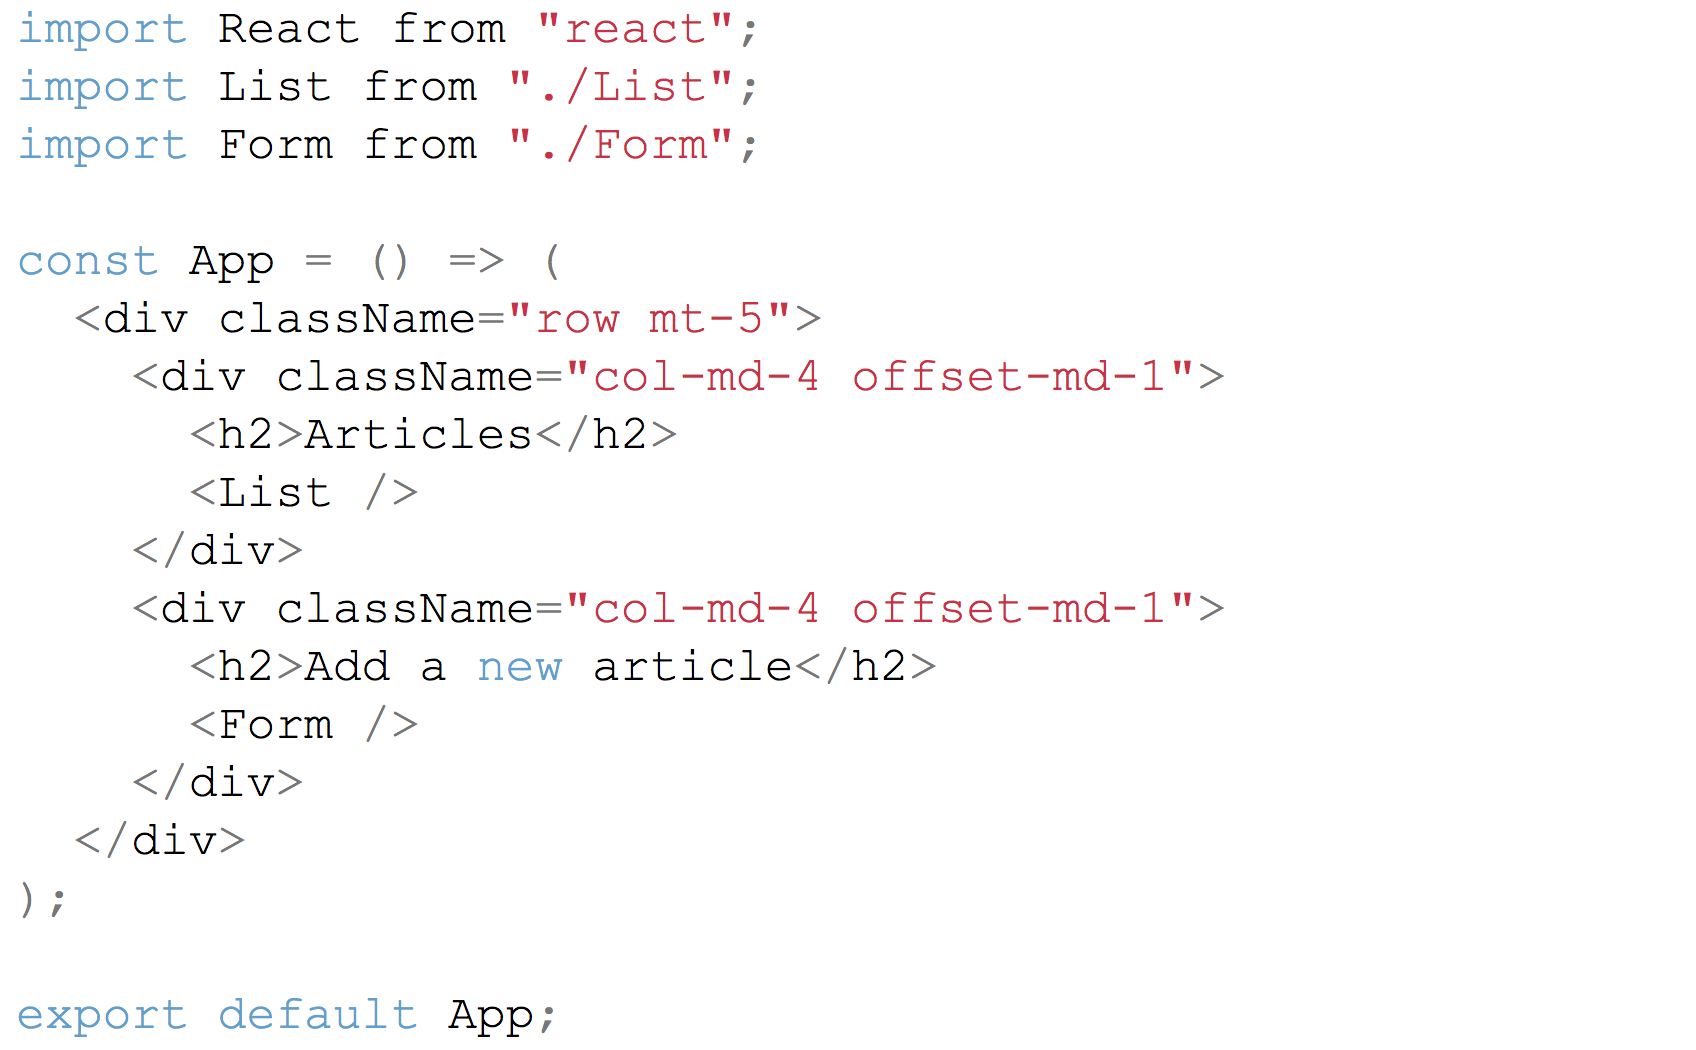 import React from "react";
import List from "./List";
import Form from "./Form";

const App = () => (
  <div className="row mt-5">
    <div className="col-md-4 offset-md-1">
      <h2>Articles</h2>
      <List />
    </div>
    <div className="col-md-4 offset-md-1">
      <h2>Add a new article</h2>
      <Form />
    </div>
  </div>
);

export default App;